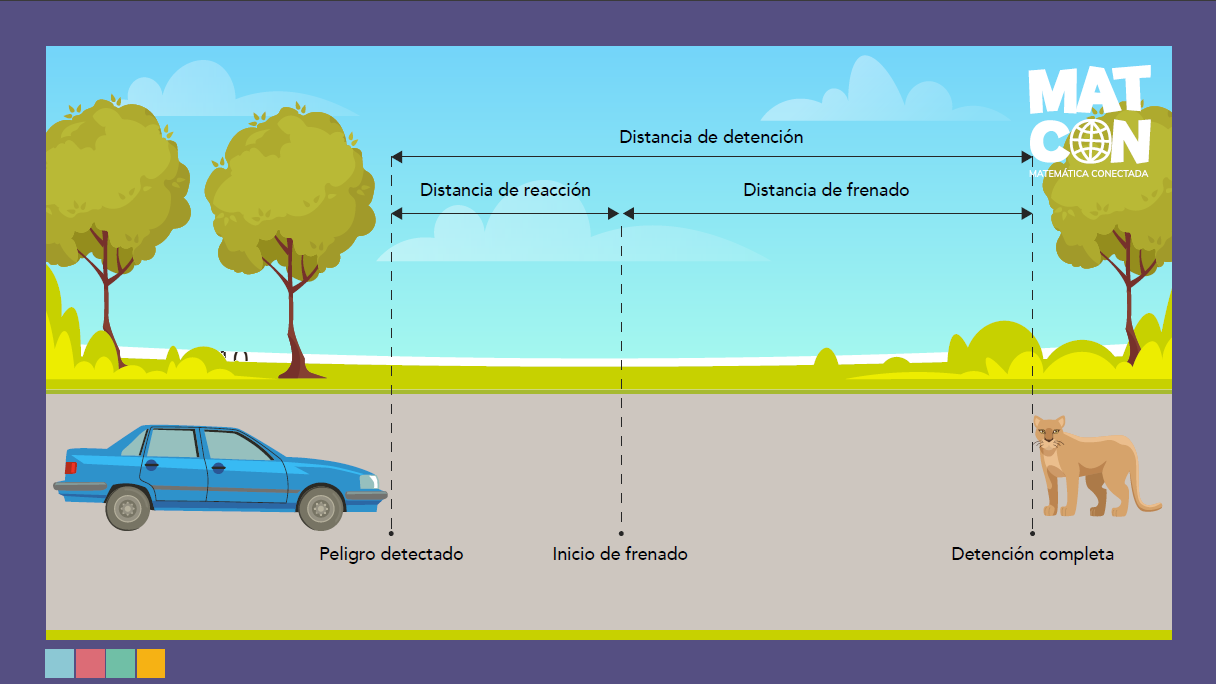 MAT
CON
MATEMÁTICA CONECTADA
Distancia de detención
Distancia de reacción
Distancia de frenado
Peligro detectado
Inicio de frenado
Detención completa